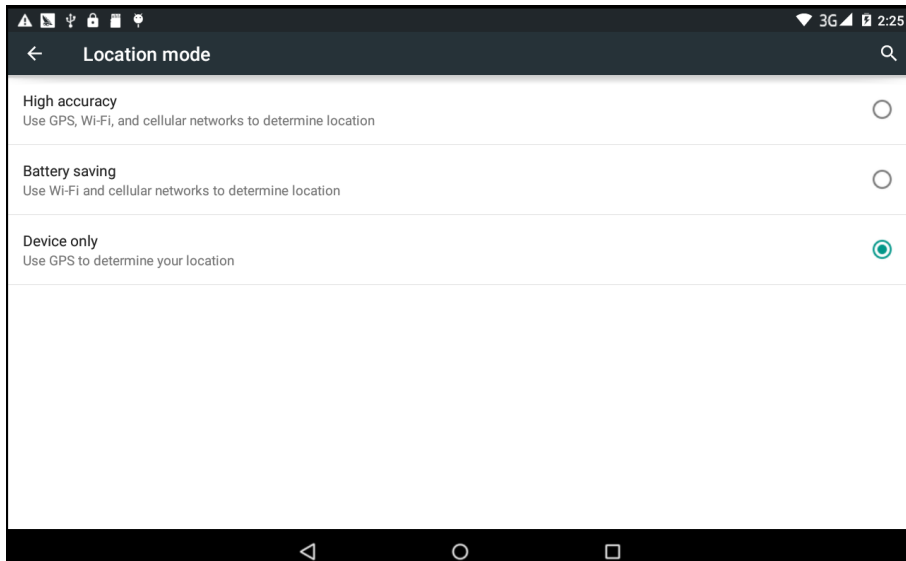 3G 2:25
Location mode
High accuracy
Use GPS, Wi-Fi, and cellular networks to determine location
Battery saving
Use Wi-Fi and cellular networks to determine location
Device only
Use GPS to determine your location